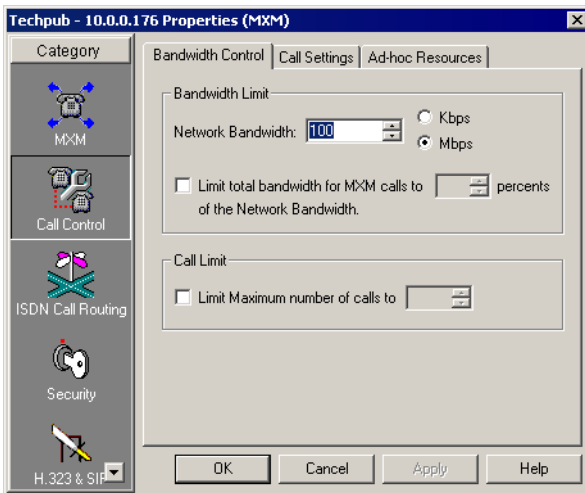 Techpub - 10.0.0.176 Properties (MXM)
Category
MXM
Call Control
ISDN Call Routing
Security
H.323 & SIP
Bandwidth Control
Call Settings
Ad-hoc Resources
Bandwidth Limit
Network Bandwidth: 100
Kbps
Mbps
Limit total bandwidth for MXM calls to percents
of the Network Bandwidth.
Call Limit
Limit Maximum number of calls to
OK
Cancel
Apply
Help